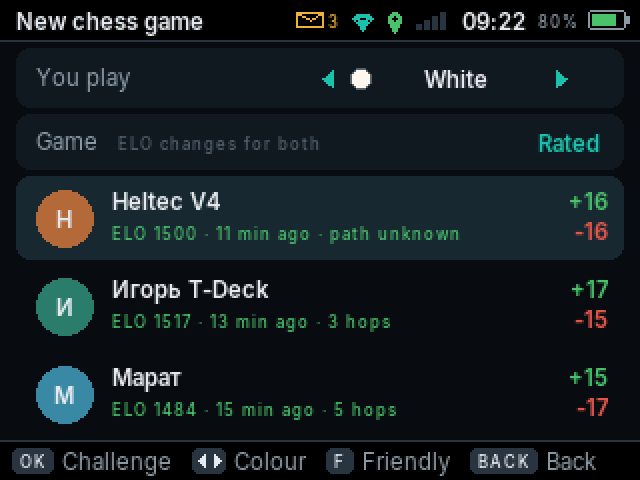 New chess game 3 09:22 80%
You play White
Game ELO changes for both Rated
H Heltec V4 +16
ELO 1500 · 11 min ago · path unknown -16
И Игорь T-Deck +17
ELO 1517 · 13 min ago · 3 hops -15
М Марат +15
ELO 1484 · 15 min ago · 5 hops -17
OK Challenge Colour F Friendly BACK Back